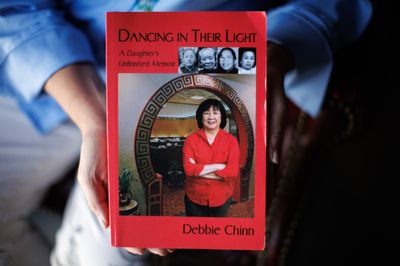 DANCING IN THEIR LIGHT
A Daughter's
Unfinished Memoir
Debbie Chinn